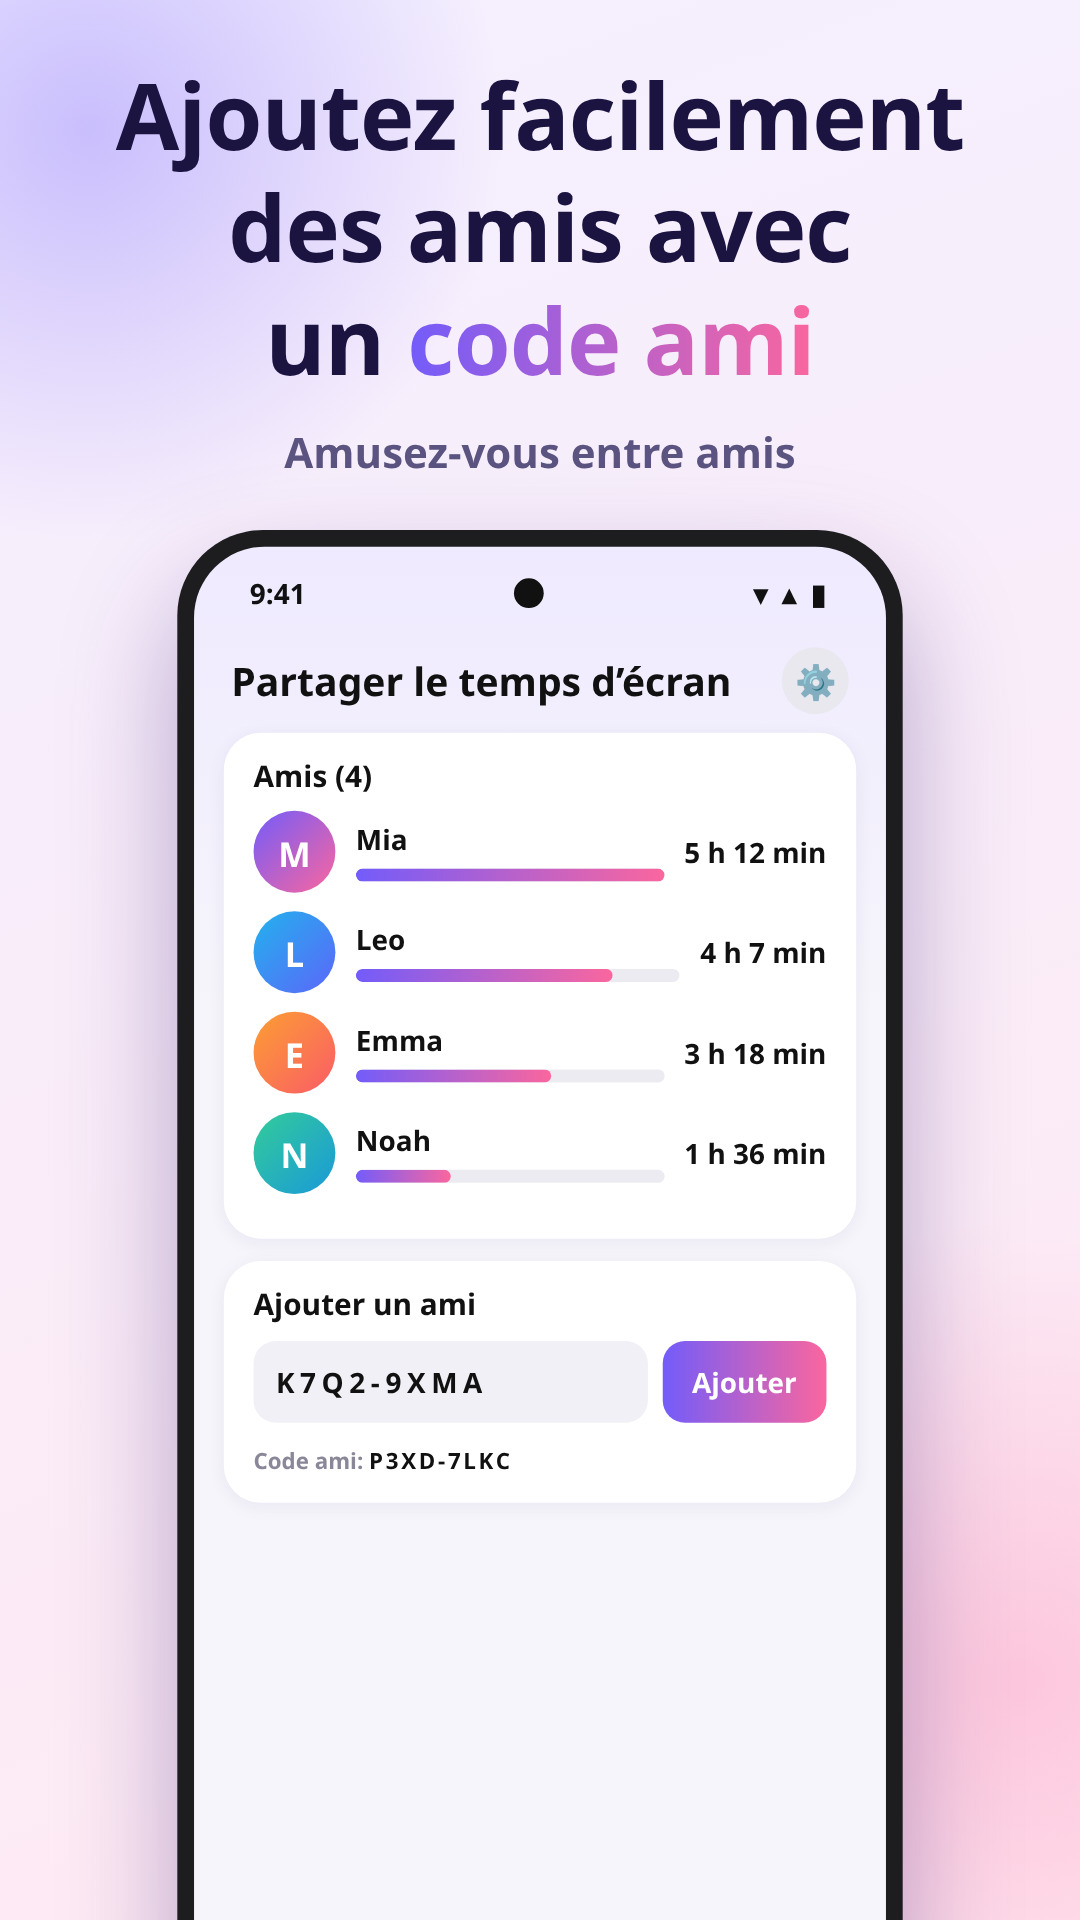 Ajoutez facilement
des amis avec
un code ami
Amusez-vous entre amis
9:41
Partager le temps d’écran
Amis (4)
M
Mia
5 h 12 min
L
Leo
4 h 7 min
E
Emma
3 h 18 min
N
Noah
1 h 36 min
Ajouter un ami
K7Q2-9XMA
Ajouter
Code ami: P3XD-7LKC